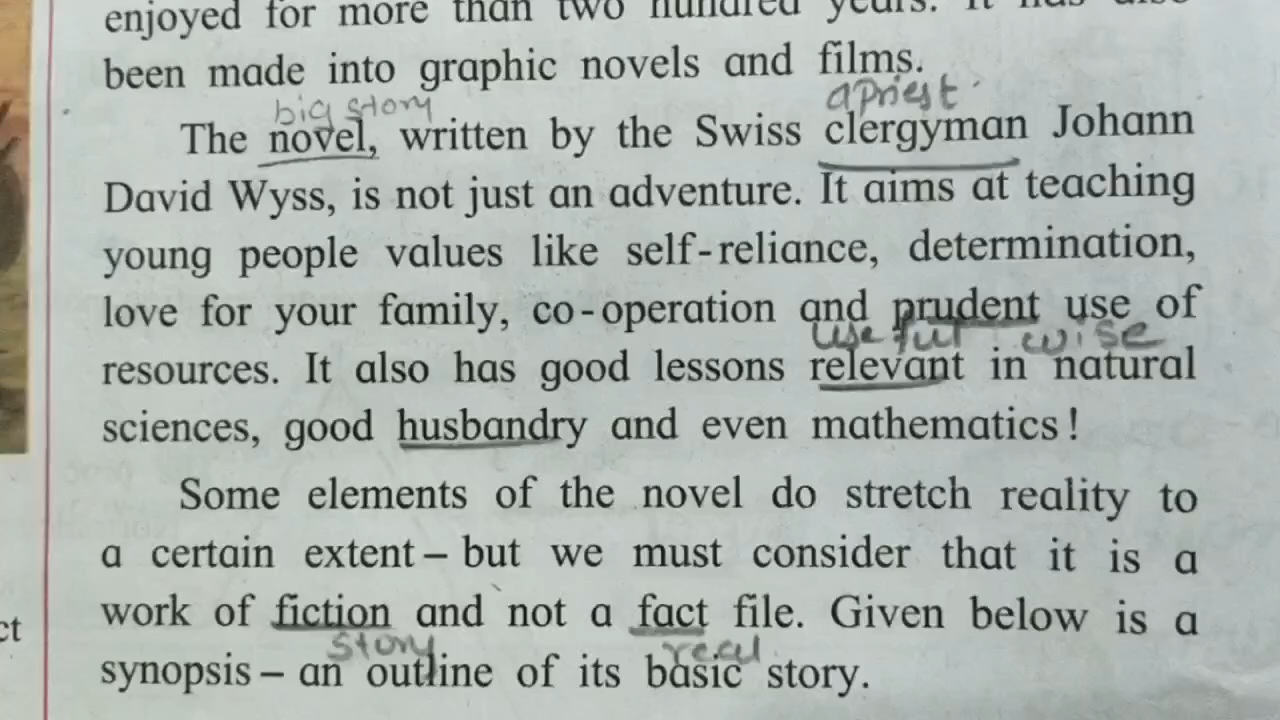 enjoyed for more than two hundred years. It has also
been made into graphic novels and films.
big story a priest
The novel, written by the Swiss clergyman Johann
David Wyss, is not just an adventure. It aims at teaching
young people values like self-reliance, determination,
love for your family, co-operation and prudent use of
useful wise
resources. It also has good lessons relevant in natural
sciences, good husbandry and even mathematics!
Some elements of the novel do stretch reality to
a certain extent – but we must consider that it is a
work of fiction and not a fact file. Given below is a
story real
ct
synopsis – an outline of its basic story.